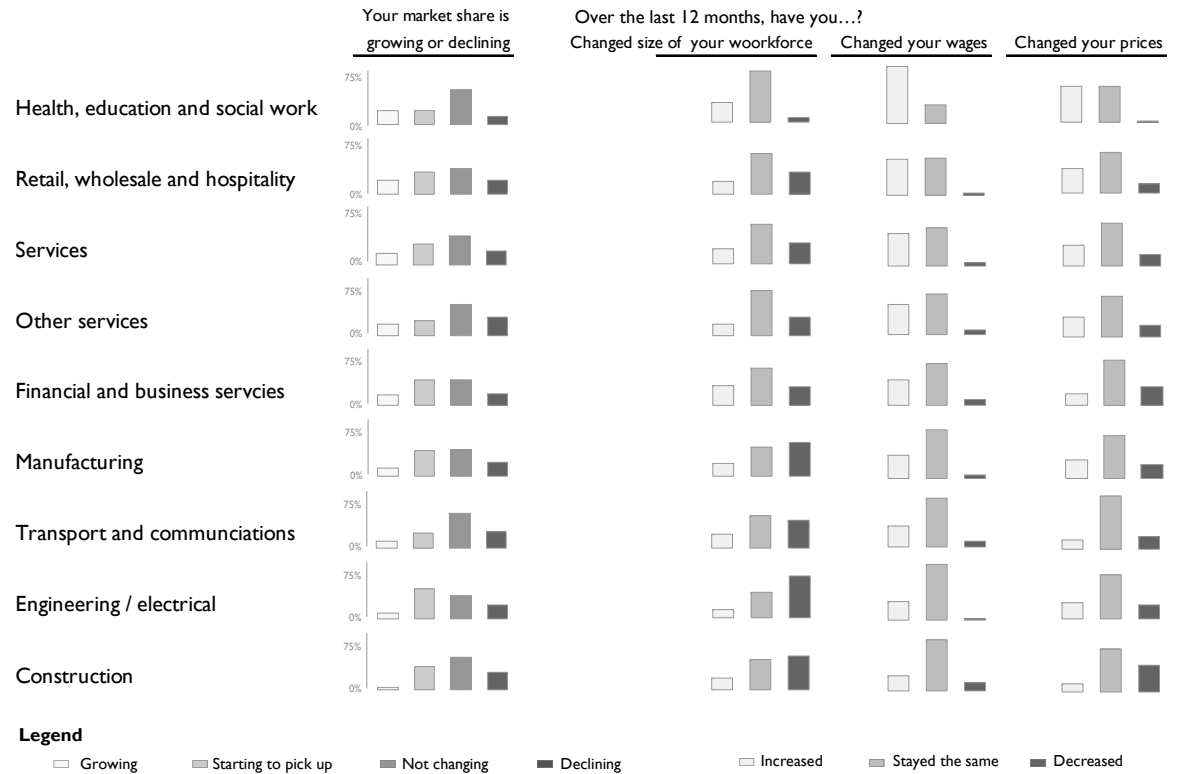 Your market share is growing or declining
Over the last 12 months, have you…?
Changed size of your woorkforce
Changed your wages
Changed your prices
Health, education and social work
75%
0%
Retail, wholesale and hospitality
75%
0%
Services
75%
0%
Other services
75%
0%
Financial and business servcies
75%
0%
Manufacturing
75%
0%
Transport and communciations
75%
0%
Engineering / electrical
75%
0%
Construction
75%
0%
Legend
Growing
Starting to pick up
Not changing
Declining
Increased
Stayed the same
Decreased